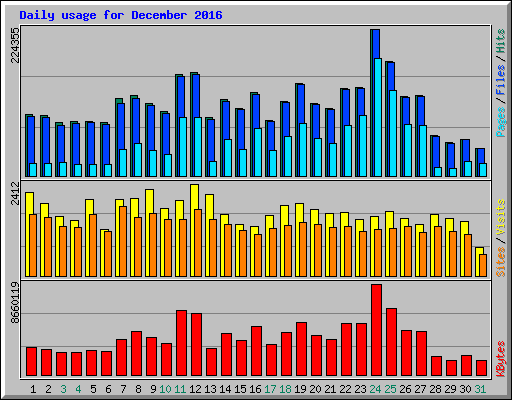 Daily usage for December 2016
224355
Pages / Files / Hits
2412
Sites / Visits
8660119
KBytes
1 2 3 4 5 6 7 8 9 10 11 12 13 14 15 16 17 18 19 20 21 22 23 24 25 26 27 28 29 30 31